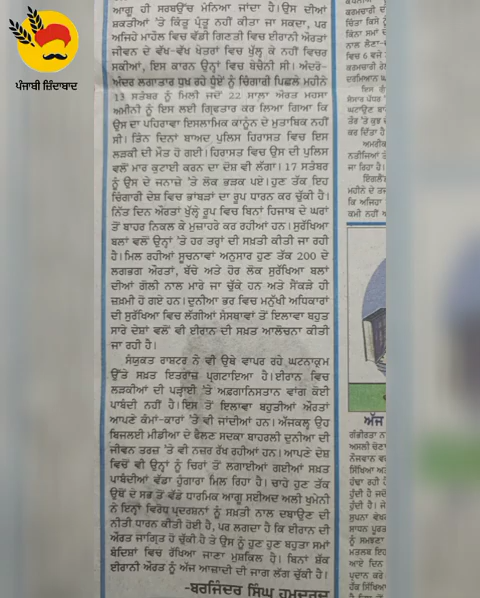 ਪੰਜਾਬੀ ਜ਼ਿੰਦਾਬਾਦ
ਆਗੂ ਹੀ ਸਰਬਉੱਚ ਮੰਨਿਆ ਜਾਂਦਾ ਹੈ। ਉਸ ਦੀਆਂ
ਸ਼ਕਤੀਆਂ 'ਤੇ ਕਿੰਤੂ ਪ੍ਰੰਤੂ ਨਹੀਂ ਕੀਤਾ ਜਾ ਸਕਦਾ, ਪਰ
ਅਜਿਹੇ ਮਾਹੌਲ ਵਿਚ ਵੱਡੀ ਗਿਣਤੀ ਵਿਚ ਈਰਾਨੀ ਔਰਤਾਂ
ਜੀਵਨ ਦੇ ਵੱਖ-ਵੱਖ ਖੇਤਰਾਂ ਵਿਚ ਖੁੱਲ੍ਹ ਕੇ ਨਹੀਂ ਵਿਚਰ
ਸਕੀਆਂ, ਇਸ ਕਾਰਨ ਉਨ੍ਹਾਂ ਵਿਚ ਬੇਚੈਨੀ ਸੀ। ਅੰਦਰੋ-
ਅੰਦਰ ਲਗਾਤਾਰ ਧੁਖ ਰਹੇ ਧੂੰਏਂ ਨੂੰ ਚਿੰਗਾਰੀ ਪਿਛਲੇ ਮਹੀਨੇ
13 ਸਤੰਬਰ ਨੂੰ ਮਿਲੀ ਜਦੋਂ 22 ਸਾਲਾ ਔਰਤ ਮਹਸਾ
ਅਮੀਨੀ ਨੂੰ ਇਸ ਲਈ ਗ੍ਰਿਫਤਾਰ ਕਰ ਲਿਆ ਗਿਆ ਕਿ
ਉਸ ਦਾ ਪਹਿਰਾਵਾ ਇਸਲਾਮਿਕ ਕਾਨੂੰਨ ਦੇ ਮੁਤਾਬਿਕ ਨਹੀਂ
ਸੀ। ਤਿੰਨ ਦਿਨਾਂ ਬਾਅਦ ਪੁਲਿਸ ਹਿਰਾਸਤ ਵਿਚ ਇਸ
ਲੜਕੀ ਦੀ ਮੌਤ ਹੋ ਗਈ। ਹਿਰਾਸਤ ਵਿਚ ਉਸ ਦੀ ਪੁਲਿਸ
ਵਲੋਂ ਮਾਰ ਕੁਟਾਈ ਕਰਨ ਦਾ ਦੋਸ਼ ਵੀ ਲੱਗਾ। 17 ਸਤੰਬਰ
ਨੂੰ ਉਸ ਦੇ ਜਨਾਜ਼ੇ 'ਤੇ ਲੋਕ ਭੜਕ ਪਏ। ਹੁਣ ਤੱਕ ਇਹ
ਚਿੰਗਾਰੀ ਦੇਸ਼ ਵਿਚ ਭਾਂਬੜਾਂ ਦਾ ਰੂਪ ਧਾਰਨ ਕਰ ਚੁੱਕੀ ਹੈ।
ਨਿੱਤ ਦਿਨ ਔਰਤਾਂ ਖੁੱਲ੍ਹੇ ਰੂਪ ਵਿਚ ਬਿਨਾਂ ਹਿਜਾਬ ਦੇ ਘਰਾਂ
ਤੋਂ ਬਾਹਰ ਨਿਕਲ ਕੇ ਮੁਜ਼ਾਹਰੇ ਕਰ ਰਹੀਆਂ ਹਨ। ਸੁਰੱਖਿਆ
ਬਲਾਂ ਵਲੋਂ ਉਨ੍ਹਾਂ 'ਤੇ ਹਰ ਤਰ੍ਹਾਂ ਦੀ ਸਖ਼ਤੀ ਕੀਤੀ ਜਾ ਰਹੀ
ਹੈ। ਮਿਲ ਰਹੀਆਂ ਸੂਚਨਾਵਾਂ ਅਨੁਸਾਰ ਹੁਣ ਤੱਕ 200 ਦੇ
ਲਗਭਗ ਔਰਤਾਂ, ਬੱਚੇ ਅਤੇ ਹੋਰ ਲੋਕ ਸੁਰੱਖਿਆ ਬਲਾਂ
ਦੀਆਂ ਗੋਲੀ ਨਾਲ ਮਾਰੇ ਜਾ ਚੁੱਕੇ ਹਨ ਅਤੇ ਸੈਂਕੜੇ ਹੀ
ਜ਼ਖ਼ਮੀ ਹੋ ਗਏ ਹਨ। ਦੁਨੀਆ ਭਰ ਵਿਚ ਮਨੁੱਖੀ ਅਧਿਕਾਰਾਂ
ਦੀ ਸੁਰੱਖਿਆ ਵਿਚ ਲੱਗੀਆਂ ਸੰਸਥਾਵਾਂ ਤੋਂ ਇਲਾਵਾ ਬਹੁਤ
ਸਾਰੇ ਦੇਸ਼ਾਂ ਵਲੋਂ ਵੀ ਈਰਾਨ ਦੀ ਸਖ਼ਤ ਆਲੋਚਨਾ ਕੀਤੀ
ਜਾ ਰਹੀ ਹੈ।
ਸੰਯੁਕਤ ਰਾਸ਼ਟਰ ਨੇ ਵੀ ਉਥੇ ਵਾਪਰ ਰਹੇ ਘਟਨਾਕ੍ਰਮ
ਉੱਤੇ ਸਖ਼ਤ ਇਤਰਾਜ਼ ਪ੍ਰਗਟਾਇਆ ਹੈ। ਈਰਾਨ ਵਿਚ
ਲੜਕੀਆਂ ਦੀ ਪੜ੍ਹਾਈ 'ਤੇ ਅਫ਼ਗਾਨਿਸਤਾਨ ਵਾਂਗ ਕੋਈ
ਪਾਬੰਦੀ ਨਹੀਂ ਹੈ। ਇਸ ਤੋਂ ਇਲਾਵਾ ਬਹੁਤੀਆਂ ਔਰਤਾਂ
ਆਪਣੇ ਕੰਮਾਂ-ਕਾਰਾਂ 'ਤੇ ਵੀ ਜਾਂਦੀਆਂ ਹਨ। ਅੱਜਕਲ੍ਹ ਉਹ
ਬਿਜਲਈ ਮੀਡੀਆ ਦੇ ਫੈਲਣ ਸਦਕਾ ਬਾਹਰਲੀ ਦੁਨੀਆ ਦੀ
ਜੀਵਨ ਤਰਜ਼ 'ਤੇ ਵੀ ਨਜ਼ਰ ਰੱਖ ਰਹੀਆਂ ਹਨ। ਆਪਣੇ ਦੇਸ਼
ਵਿਚੋਂ ਵੀ ਉਨ੍ਹਾਂ ਨੂੰ ਚਿਰਾਂ ਤੋਂ ਲਗਾਈਆਂ ਗਈਆਂ ਸਖ਼ਤ
ਪਾਬੰਦੀਆਂ ਵੱਡਾ ਹੁੰਗਾਰਾ ਮਿਲ ਰਿਹਾ ਹੈ। ਚਾਹੇ ਹੁਣ ਤੱਕ
ਉਥੋਂ ਦੇ ਸਭ ਤੋਂ ਵੱਡੇ ਧਾਰਮਿਕ ਆਗੂ ਸਈਅਦ ਅਲੀ ਖ਼ੁਮੇਨੀ
ਨੇ ਇਨ੍ਹਾਂ ਵਿਰੋਧ ਪ੍ਰਦਰਸ਼ਨਾਂ ਨੂੰ ਸਖ਼ਤੀ ਨਾਲ ਦਬਾਉਣ ਦੀ
ਨੀਤੀ ਧਾਰਨ ਕੀਤੀ ਹੋਈ ਹੈ, ਪਰ ਲਗਦਾ ਹੈ ਕਿ ਈਰਾਨ ਦੀ
ਔਰਤ ਜਾਗ੍ਰਿਤ ਹੋ ਚੁੱਕੀ ਹੈ ਤੇ ਉਸ ਨੂੰ ਹੁਣ ਹੁਣ ਬਹੁਤਾ ਸਮਾਂ
ਬੰਦਿਸ਼ਾਂ ਵਿਚ ਰੱਖਿਆ ਜਾਣਾ ਮੁਸ਼ਕਿਲ ਹੈ। ਬਿਨਾਂ ਸ਼ੱਕ
ਈਰਾਨੀ ਔਰਤ ਨੂੰ ਅੱਜ ਆਜ਼ਾਦੀ ਦੀ ਜਾਗ ਲੱਗ ਚੁੱਕੀ ਹੈ।
-ਬਰਜਿੰਦਰ ਸਿੰਘ ਹਮਦਰਦ
ਅੱਜ